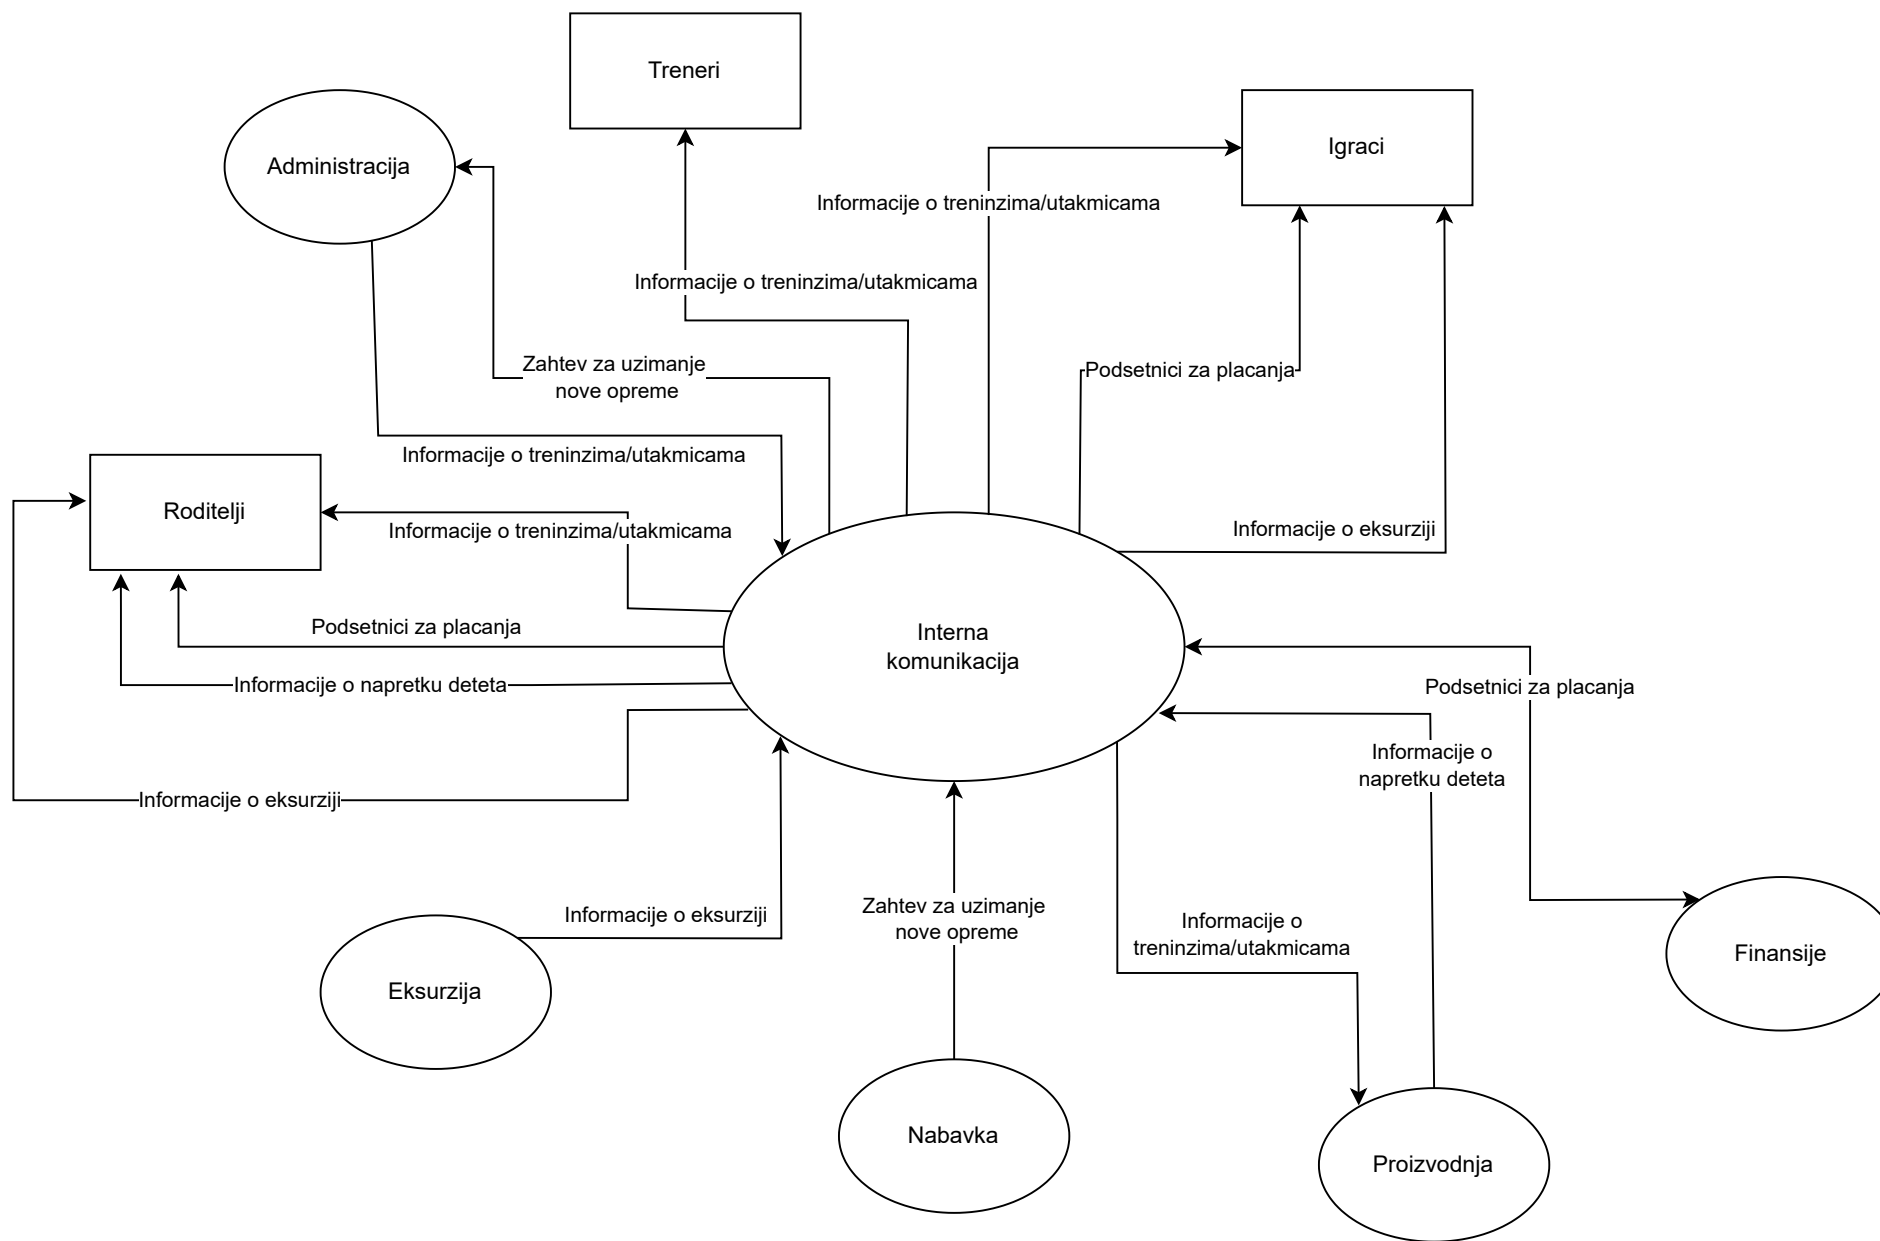 Treneri
Igraci
Administracija
Informacije o treninzima/utakmicama
Informacije o treninzima/utakmicama
Zahtev za uzimanje
nove opreme
Podsetnici za placanja
Informacije o treninzima/utakmicama
Roditelji
Informacije o treninzima/utakmicama
Informacije o eksurziji
Podsetnici za placanja
Interna
komunikacija
Informacije o napretku deteta
Podsetnici za placanja
Informacije o
napretku deteta
Informacije o eksurziji
Informacije o eksurziji
Zahtev za uzimanje
nove opreme
Informacije o
treninzima/utakmicama
Finansije
Eksurzija
Nabavka
Proizvodnja